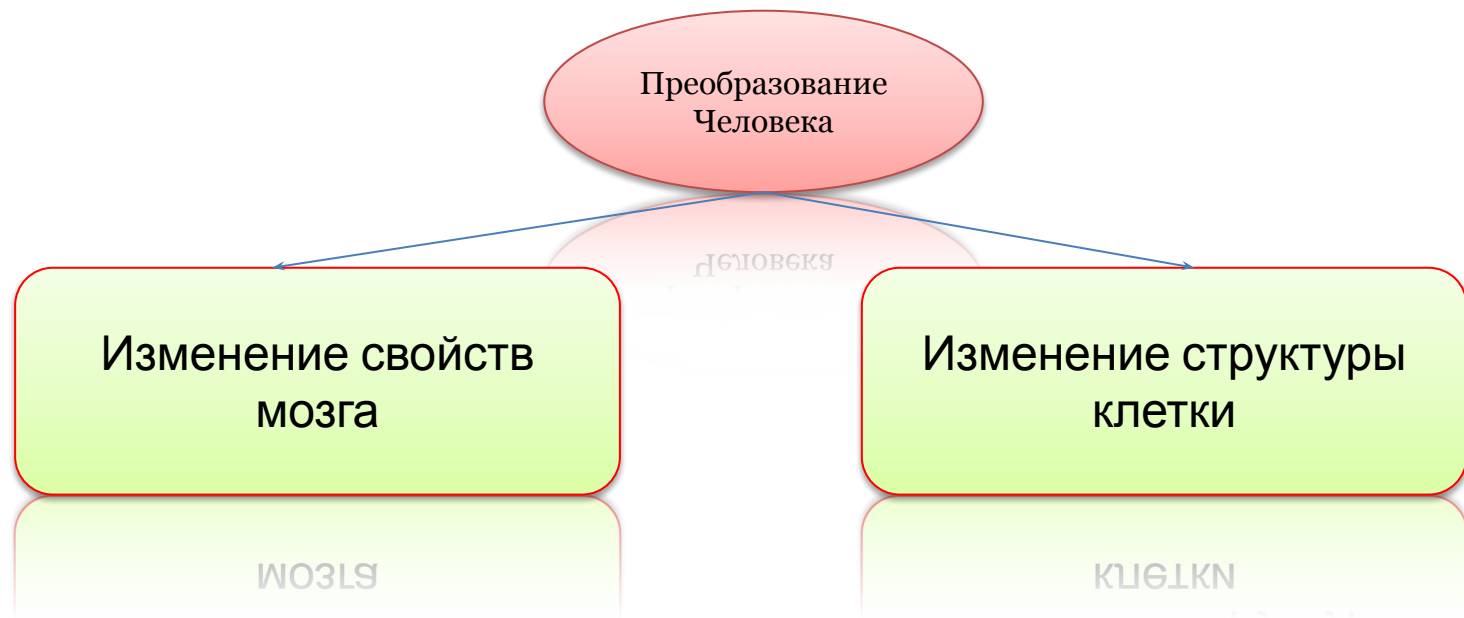 Преобразование
Человека
Изменение свойств
мозга
Изменение структуры
клетки